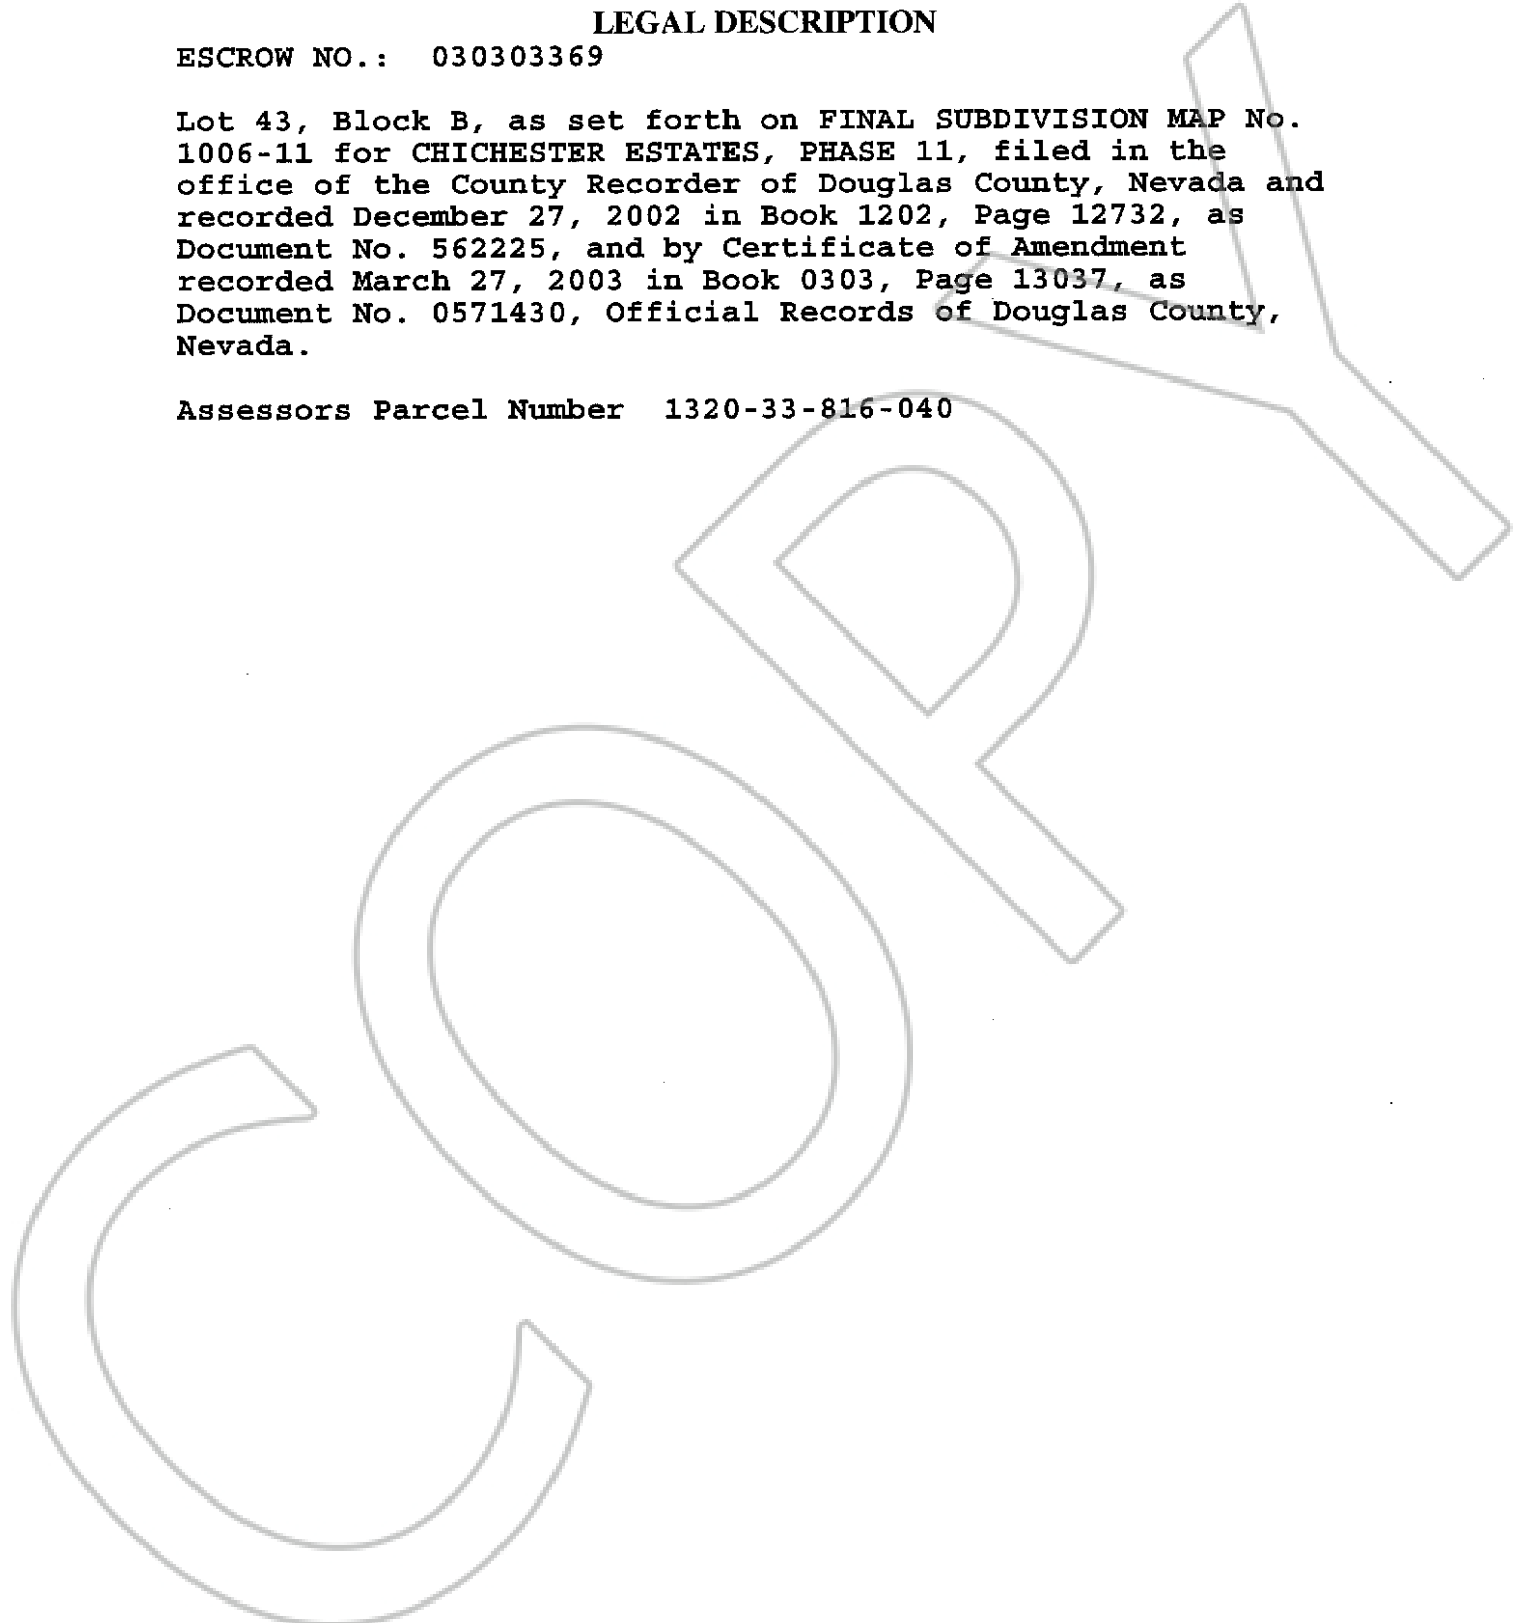 LEGAL DESCRIPTION
ESCROW NO.: 030303369
Lot 43, Block B, as set forth on FINAL SUBDIVISION MAP No.
1006-11 for CHICHESTER ESTATES, PHASE 11, filed in the
office of the County Recorder of Douglas County, Nevada and
recorded December 27, 2002 in Book 1202, Page 12732, as
Document No. 562225, and by Certificate of Amendment
recorded March 27, 2003 in Book 0303, Page 13037, as
Document No. 0571430, Official Records of Douglas County,
Nevada.
Assessors Parcel Number 1320-33-816-040
COPY